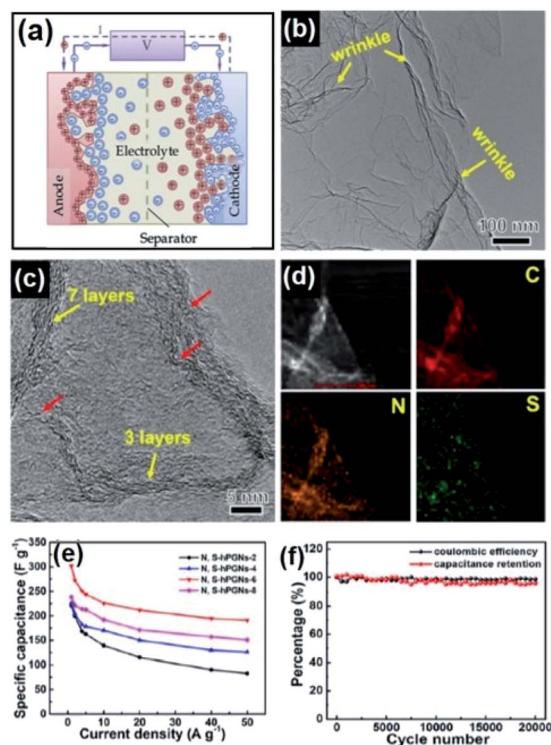 (a)
I
V
Electrolyte
Anode
Cathode
Separator
(b)
wrinkle
wrinkle
100 nm
(c)
7 layers
3 layers
5 nm
(d)
C
N
S
(e)
350
300
250
200
150
100
50
0
0 10 20 30 40 50
Specific capacitance (F g⁻¹)
Current density (A g⁻¹)
N, S-hPGNs-2
N, S-hPGNs-4
N, S-hPGNs-6
N, S-hPGNs-8
(f)
120
100
80
60
40
20
0
0 5000 10000 15000 20000
Percentage (%)
Cycle number
coulombic efficiency
capacitance retention